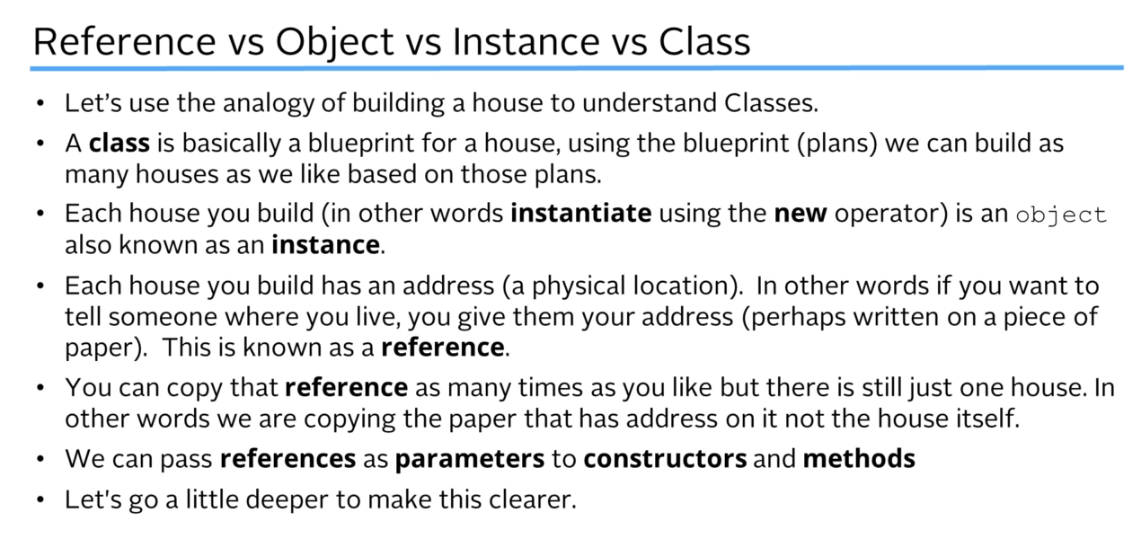 Reference vs Object vs Instance vs Class
• Let's use the analogy of building a house to understand Classes.
• A class is basically a blueprint for a house, using the blueprint (plans) we can build as
many houses as we like based on those plans.
• Each house you build (in other words instantiate using the new operator) is an object
also known as an instance.
• Each house you build has an address (a physical location).  In other words if you want to
tell someone where you live, you give them your address (perhaps written on a piece of
paper).  This is known as a reference.
• You can copy that reference as many times as you like but there is still just one house. In
other words we are copying the paper that has address on it not the house itself.
• We can pass references as parameters to constructors and methods
• Let's go a little deeper to make this clearer.